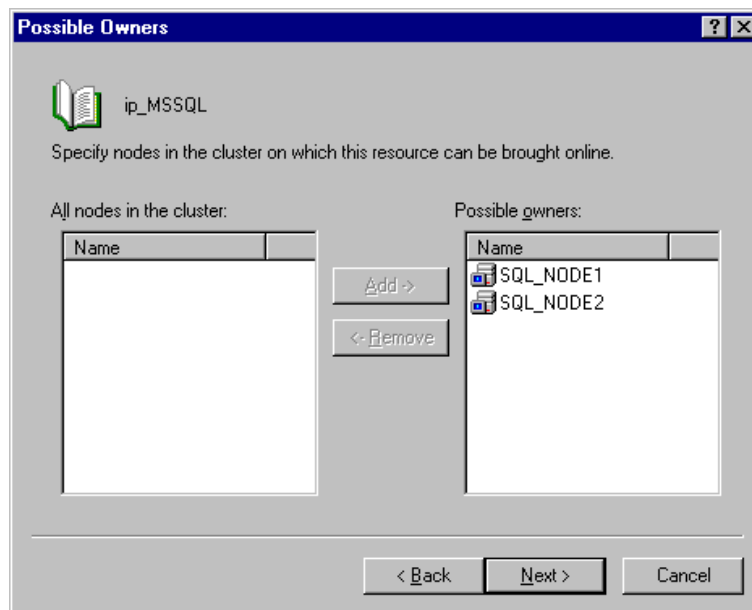 Possible Owners
ip_MSSQL
Specify nodes in the cluster on which this resource can be brought online.
All nodes in the cluster:
Possible owners:
Name
Name
SQL_NODE1
SQL_NODE2
Add ->
<- Remove
< Back
Next >
Cancel